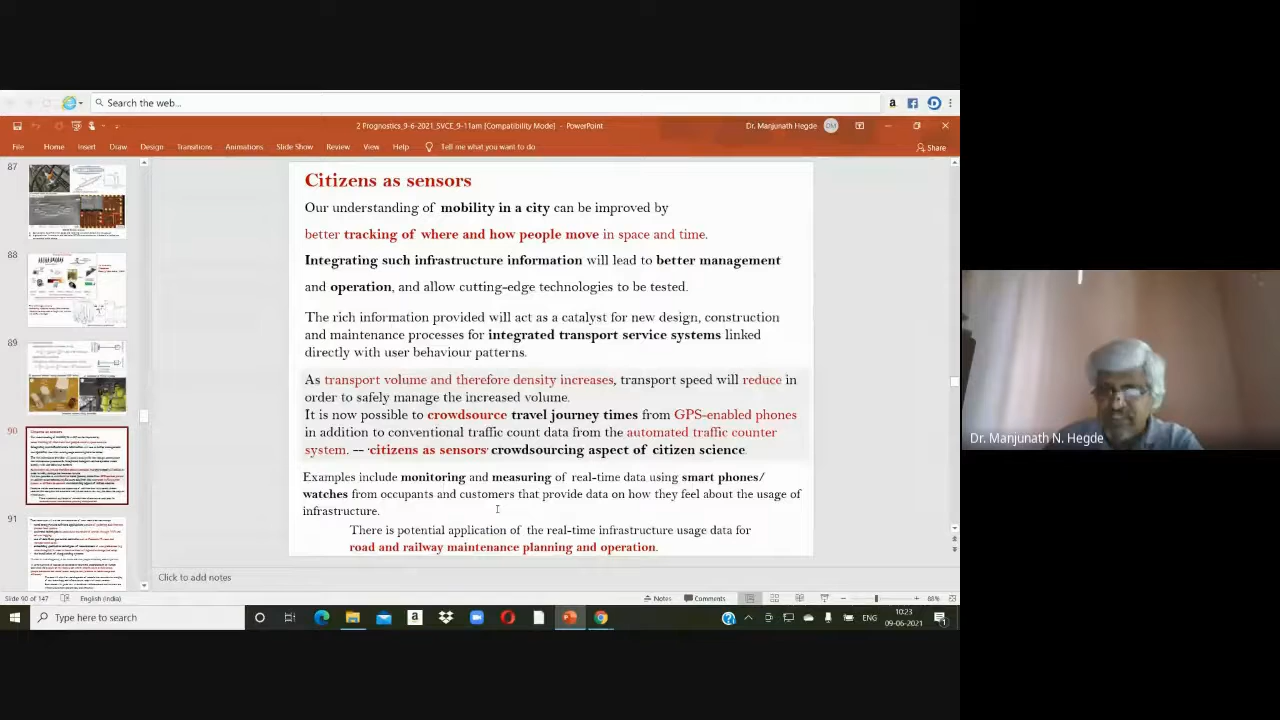 Search the web...
2 Prognostics_9-6-2021_SVCE_9-11am [Compatibility Mode] - PowerPoint
Dr. Manjunath Hegde
DM
File Home Insert Draw Design Transitions Animations Slide Show Review View Help Tell me what you want to do
Share
87
88
89
90
91
Citizens as sensors
Our understanding of mobility in a city can be improved by
better tracking of where and how people move in space and time.
Integrating such infrastructure information will lead to better management
and operation, and allow cutting-edge technologies to be tested.
The rich information provided will act as a catalyst for new design, construction
and maintenance processes for integrated transport service systems linked
directly with user behaviour patterns.
As transport volume and therefore density increases, transport speed will reduce in
order to safely manage the increased volume.
It is not possible to crowdsource travel journey times from GPS-enabled phones
in addition to conventional traffic count data from the automated traffic counter
system. – 'citizens as sensors' crowdsourcing aspect of citizen science
Examples include monitoring and measuring of real-time data using smart phones/
watches from occupants and customers that provide data on how they feel about the usage of
infrastructure.
There is potential application of the real-time infrastructure usage data
road and railway maintenance planning and operation.
Click to add notes
Slide 90 of 147 English (India) Notes Comments 88%
Type here to search
ENG
10:23
09-06-2021
Dr. Manjunath N. Hegde